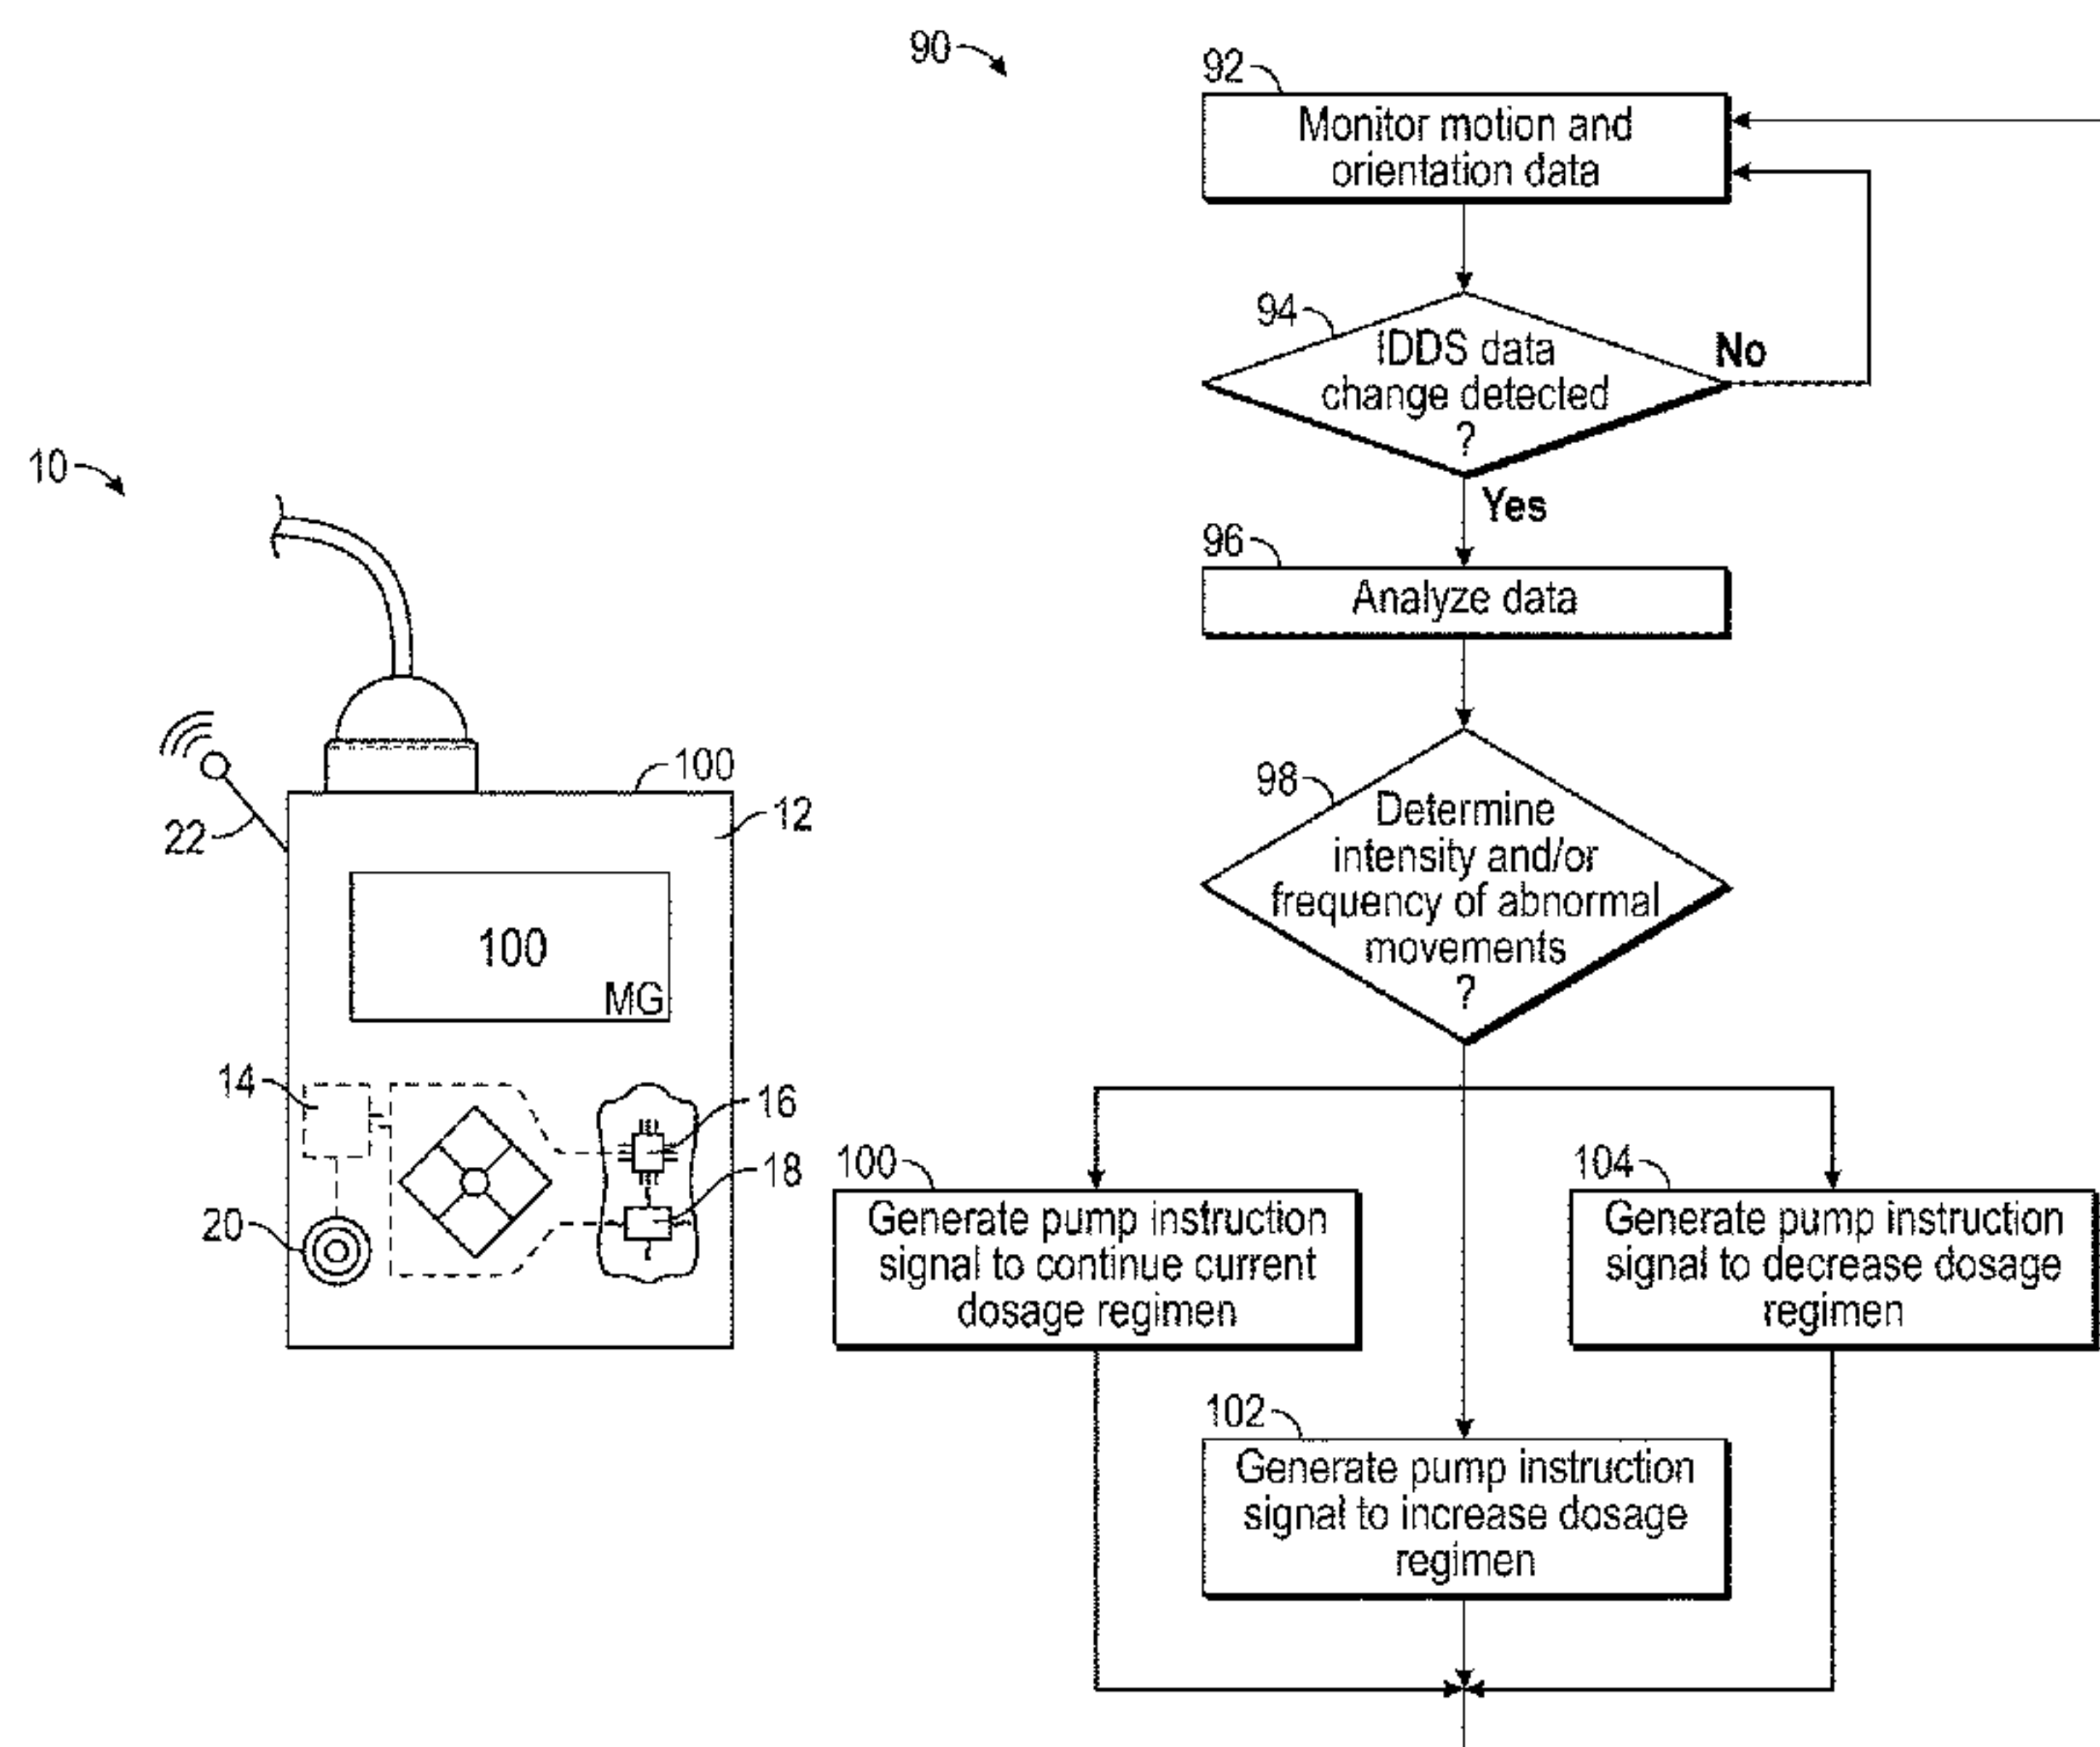 90
92
Monitor motion and
orientation data
94
IDDS data
change detected
?
No
Yes
96
Analyze data
98
Determine
intensity and/or
frequency of abnormal
movements
?
100
Generate pump instruction
signal to continue current
dosage regimen
104
Generate pump instruction
signal to decrease dosage
regimen
102
Generate pump instruction
signal to increase dosage
regimen
10
100
12
22
100
MG
14
16
18
20